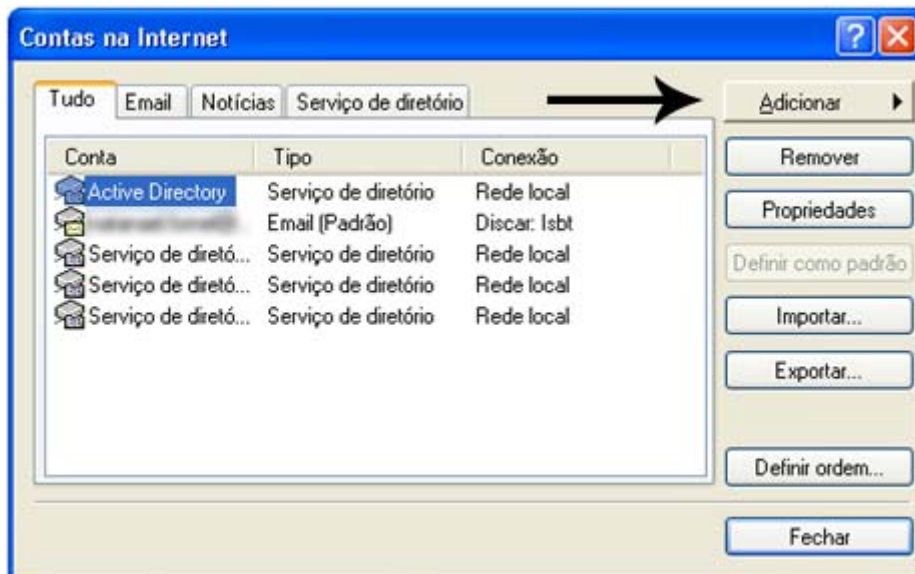 Contas na Internet
Tudo Email Notícias Serviço de diretório
Adicionar
Remover
Propriedades
Definir como padrão
Importar...
Exportar...
Definir ordem...
Fechar
Conta Tipo Conexão
Active Directory Serviço de diretório Rede local
Email (Padrão) Discar: Isbt
Serviço de diretó... Serviço de diretório Rede local
Serviço de diretó... Serviço de diretório Rede local
Serviço de diretó... Serviço de diretório Rede local